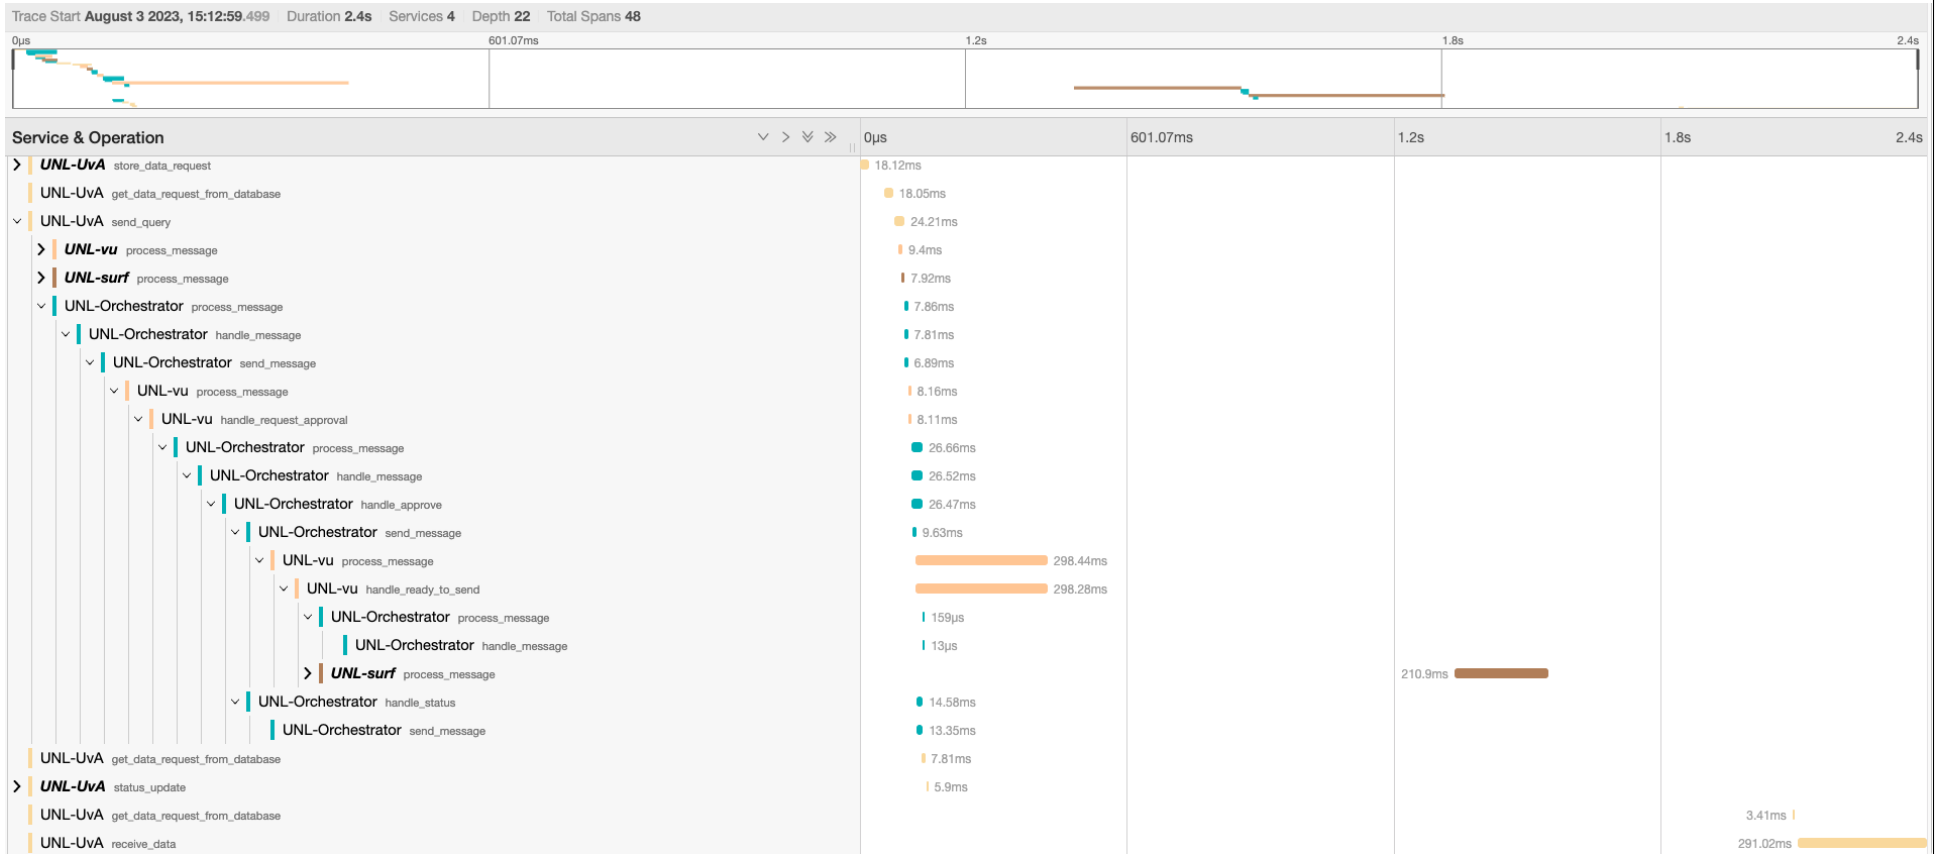 Trace Start August 3 2023, 15:12:59.499 Duration 2.4s Services 4 Depth 22 Total Spans 48
0μs 601.07ms 1.2s 1.8s 2.4s
Service & Operation 0μs 601.07ms 1.2s 1.8s 2.4s
UNL-UvA store_data_request 18.12ms
UNL-UvA get_data_request_from_database 18.05ms
UNL-UvA send_query 24.21ms
UNL-vu process_message 9.4ms
UNL-surf process_message 7.92ms
UNL-Orchestrator process_message 7.86ms
UNL-Orchestrator handle_message 7.81ms
UNL-Orchestrator send_message 6.89ms
UNL-vu process_message 8.16ms
UNL-vu handle_request_approval 8.11ms
UNL-Orchestrator process_message 26.66ms
UNL-Orchestrator handle_message 26.52ms
UNL-Orchestrator handle_approve 26.47ms
UNL-Orchestrator send_message 9.63ms
UNL-vu process_message 298.44ms
UNL-vu handle_ready_to_send 298.28ms
UNL-Orchestrator process_message 159μs
UNL-Orchestrator handle_message 13μs
UNL-surf process_message 210.9ms
UNL-Orchestrator handle_status 14.58ms
UNL-Orchestrator send_message 13.35ms
UNL-UvA get_data_request_from_database 7.81ms
UNL-UvA status_update 5.9ms
UNL-UvA get_data_request_from_database 3.41ms
UNL-UvA receive_data 291.02ms